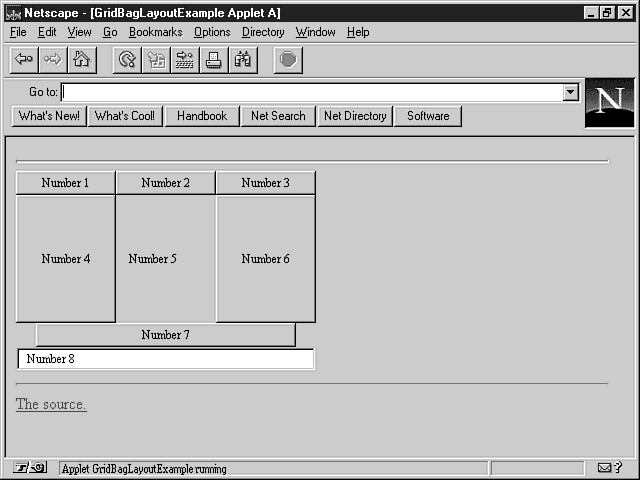 Netscape - [GridBagLayoutExample Applet A]
File Edit View Go Bookmarks Options Directory Window Help
Go to:
N
What's New! What's Cool! Handbook Net Search Net Directory Software
Number 1 Number 2 Number 3
Number 4 Number 5 Number 6
Number 7
Number 8
The source.
Applet GridBagLayoutExample running